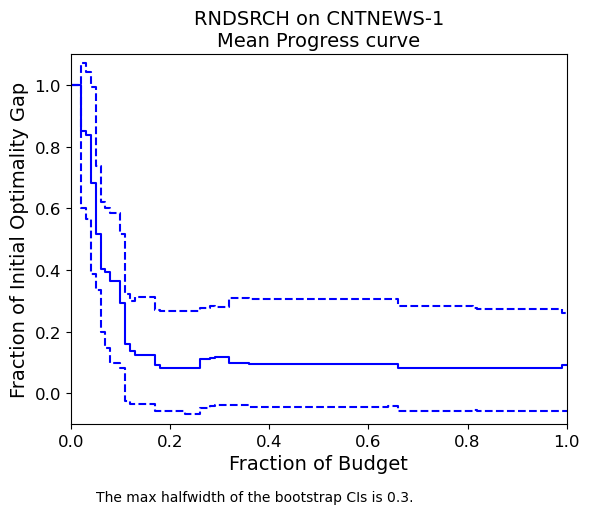 RNDSRCH on CNTNEWS-1
Mean Progress curve
Fraction of Initial Optimality Gap
1.0
0.8
0.6
0.4
0.2
0.0
0.0 0.2 0.4 0.6 0.8 1.0
Fraction of Budget
The max halfwidth of the bootstrap CIs is 0.3.